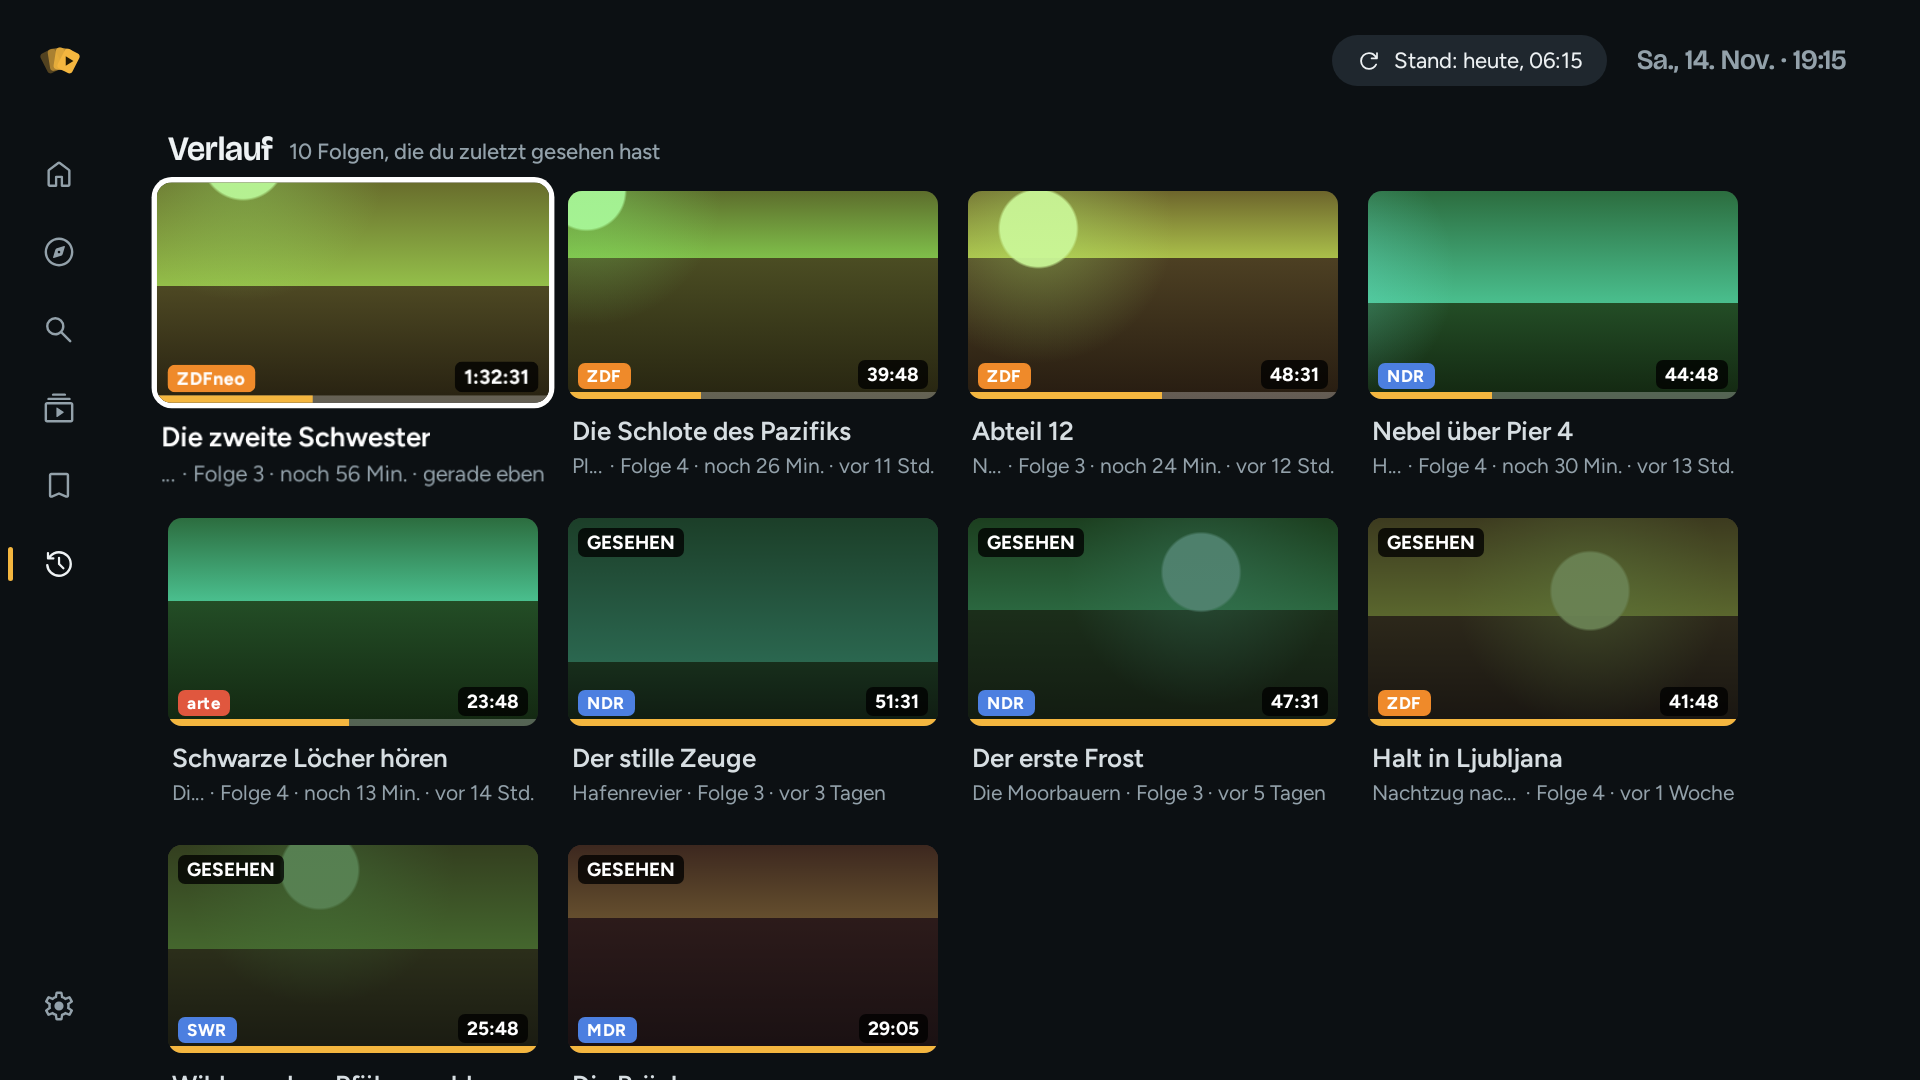 Stand: heute, 06:15
Sa., 14. Nov. · 19:15
Verlauf
10 Folgen, die du zuletzt gesehen hast
ZDFneo
1:32:31
Die zweite Schwester
... · Folge 3 · noch 56 Min. · gerade eben
ZDF
39:48
Die Schlote des Pazifiks
Pl... · Folge 4 · noch 26 Min. · vor 11 Std.
ZDF
48:31
Abteil 12
N... · Folge 3 · noch 24 Min. · vor 12 Std.
NDR
44:48
Nebel über Pier 4
H... · Folge 4 · noch 30 Min. · vor 13 Std.
arte
23:48
Schwarze Löcher hören
Di... · Folge 4 · noch 13 Min. · vor 14 Std.
GESEHEN
NDR
51:31
Der stille Zeuge
Hafenrevier · Folge 3 · vor 3 Tagen
GESEHEN
NDR
47:31
Der erste Frost
Die Moorbauern · Folge 3 · vor 5 Tagen
GESEHEN
ZDF
41:48
Halt in Ljubljana
Nachtzug nac... · Folge 4 · vor 1 Woche
GESEHEN
SWR
25:48
GESEHEN
MDR
29:05